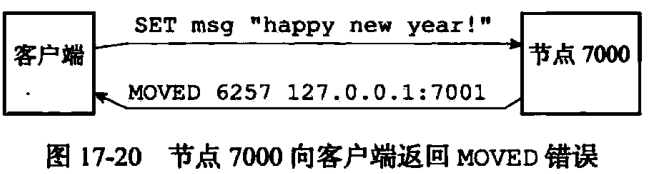 SET msg "happy new year!"
客户端
节点 7000
MOVED 6257 127.0.0.1:7001
图 17-20 节点 7000 向客户端返回 MOVED 错误